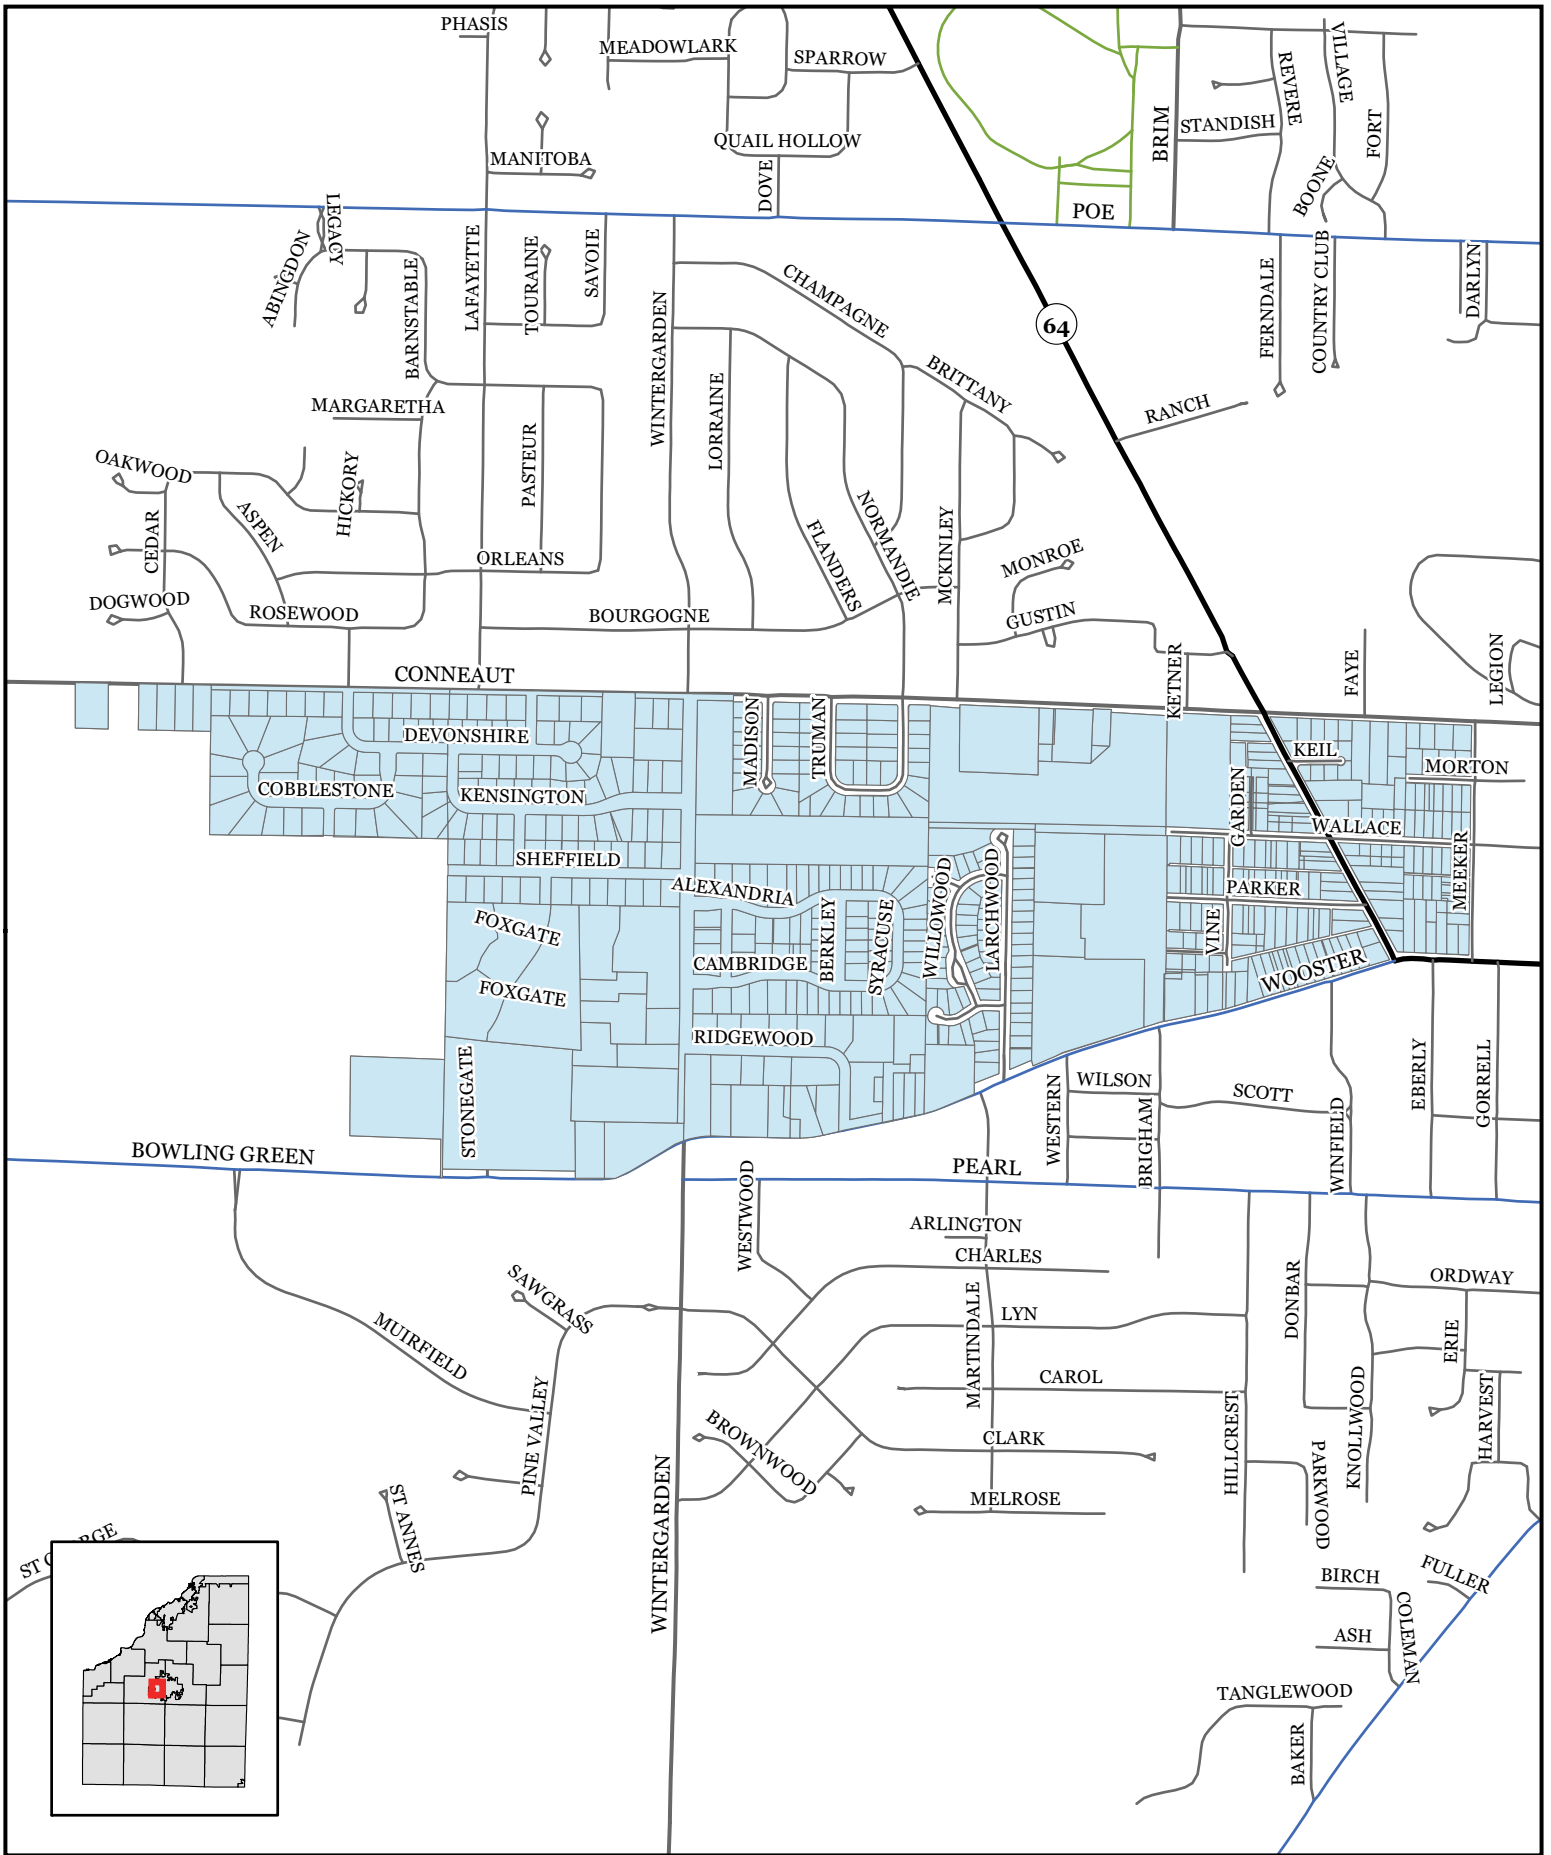 PHASIS
MEADOWLARK
SPARROW
VILLAGE
REVERE
FORT
BRIM
STANDISH
QUAIL HOLLOW
MANITOBA
DOVE
BOONE
POE
LEGACY
ABINGDON
BARNSTABLE
LAFAYETTE
TOURAINE
SAVOIE
WINTERGARDEN
CHAMPAGNE
64
FERNDALE
COUNTRY CLUB
DARLYN
BRITTANY
RANCH
MARGARETHA
LORRAINE
PASTEUR
OAKWOOD
HICKORY
ASPEN
CEDAR
FLANDERS
NORMANDIE
MCKINLEY
MONROE
ORLEANS
DOGWOOD
ROSEWOOD
BOURGOGNE
GUSTIN
CONNEAUT
KETNER
FAYE
LEGION
MADISON
TRUMAN
DEVONSHIRE
KEIL
MORTON
COBBLESTONE
KENSINGTON
GARDEN
WALLACE
SHEFFIELD
MEEKER
ALEXANDRIA
WILLOWOOD
LARCHWOOD
PARKER
FOXGATE
BERKLEY
SYRACUSE
VINE
CAMBRIDGE
WOOSTER
FOXGATE
RIDGEWOOD
STONEGATE
WESTERN
WILSON
BRIGHAM
SCOTT
WINFIELD
EBERLY
GORRELL
BOWLING GREEN
PEARL
WESTWOOD
ARLINGTON
CHARLES
SAWGRASS
MUIRFIELD
MARTINDALE
LYN
DONBAR
ORDWAY
ERIE
CAROL
PINE VALLEY
BROWNWOOD
CLARK
HILLCREST
KNOLLWOOD
HARVEST
PARKWOOD
MELROSE
ST ANNES
WINTERGARDEN
BIRCH
FULLER
ASH
COLEMAN
TANGLEWOOD
BAKER